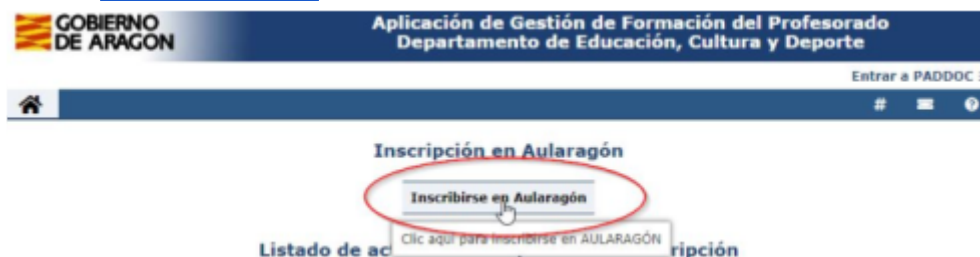 GOBIERNO
DE ARAGON
Aplicación de Gestión de Formación del Profesorado
Departamento de Educación, Cultura y Deporte
Entrar a PADDOC
#
Inscripción en Aularagón
Inscribirse en Aularagón
Clic aquí para inscribirse en AULARAGÓN
Listado de ac ripción